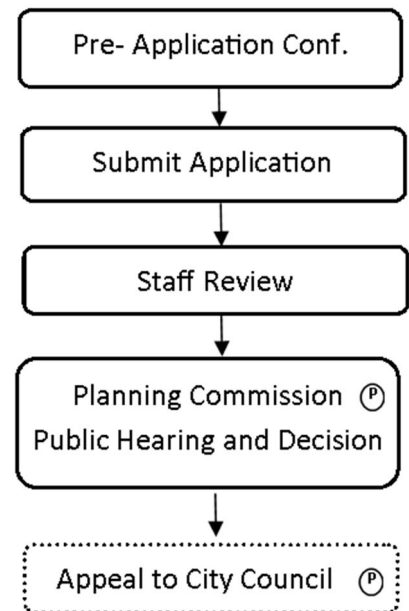 Pre- Application Conf.
Submit Application
Staff Review
Planning Commission Ⓟ
Public Hearing and Decision
Appeal to City Council Ⓟ